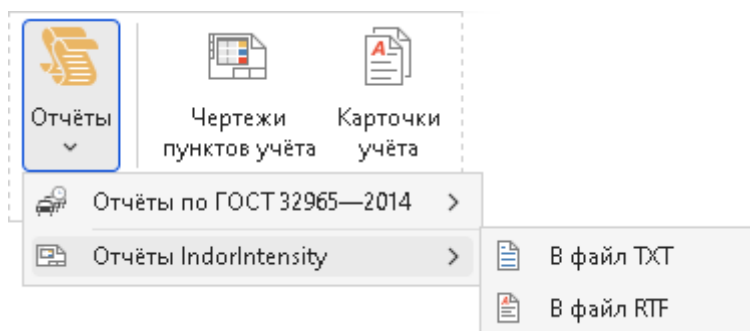 Отчёты
Чертежи
пунктов учёта
Карточки
учёта
Отчёты по ГОСТ 32965—2014
Отчёты IndorIntensity
В файл TXT
В файл RTF